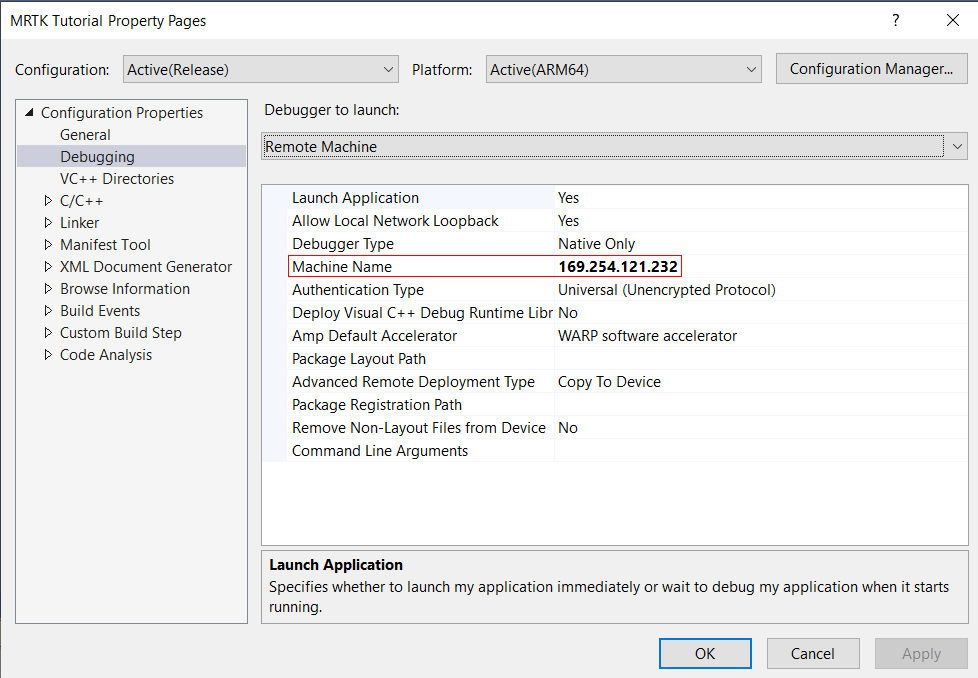 MRTK Tutorial Property Pages
?
Configuration: Active(Release) Platform: Active(ARM64) Configuration Manager...
Configuration Properties
General
Debugging
VC++ Directories
C/C++
Linker
Manifest Tool
XML Document Generator
Browse Information
Build Events
Custom Build Step
Code Analysis
Debugger to launch:
Remote Machine
Launch Application Yes
Allow Local Network Loopback Yes
Debugger Type Native Only
Machine Name 169.254.121.232
Authentication Type Universal (Unencrypted Protocol)
Deploy Visual C++ Debug Runtime Libr No
Amp Default Accelerator WARP software accelerator
Package Layout Path
Advanced Remote Deployment Type Copy To Device
Package Registration Path
Remove Non-Layout Files from Device No
Command Line Arguments
Launch Application
Specifies whether to launch my application immediately or wait to debug my application when it starts
running.
OK Cancel Apply